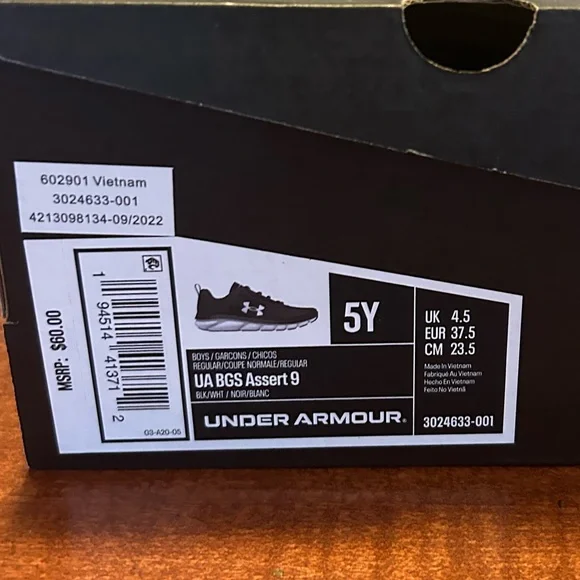 602901 Vietnam
3024633-001
4213098134-09/2022
MSRP: $60.00
1 94514 41371 2
03-A20-05
5Y
BOYS / GARCONS / CHICOS
REGULAR/COUPE NORMALE/REGULAR
UA BGS Assert 9
BLK/WHT / NOIR/BLANC
UNDER ARMOUR®
UK 4.5
EUR 37.5
CM 23.5
Made In Vietnam
Fabriqué Au Vietnam
Hecho En Vietnam
Feito No Vietnã
3024633-001